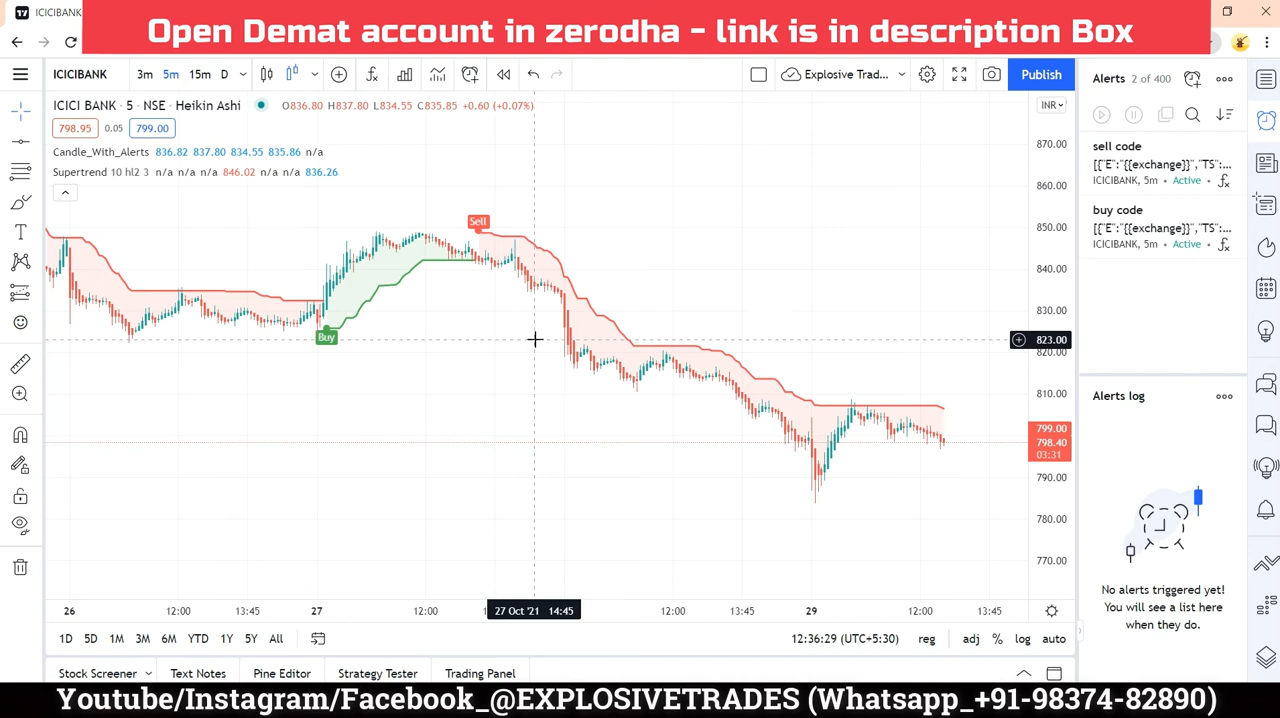 ICICIBANK
Open Demat account in zerodha - link is in description Box
ICICIBANK 3m 5m 15m D
Explosive Trad...
Publish
ICICI BANK · 5 · NSE · Heikin Ashi O836.80 H837.80 L834.55 C835.85 +0.60 (+0.07%)
INR
798.95 0.05 799.00
Candle_With_Alerts 836.82 837.80 834.55 835.86 n/a
Supertrend 10 hl2 3 n/a n/a n/a 846.02 n/a n/a 836.26
Sell
Buy
870.00
860.00
850.00
840.00
830.00
823.00
820.00
810.00
799.00
798.40
03:31
790.00
780.00
770.00
26 12:00 13:45 27 12:00 27 Oct '21 14:45 12:00 13:45 29 12:00 13:45
1D 5D 1M 3M 6M YTD 1Y 5Y All 12:36:29 (UTC+5:30) reg adj % log auto
Stock Screener Text Notes Pine Editor Strategy Tester Trading Panel
Alerts 2 of 400
sell code
[{"E":"{{exchange}}","TS":...
ICICIBANK, 5m • Active
buy code
[{"E":"{{exchange}}","TS":...
ICICIBANK, 5m • Active
Alerts log
No alerts triggered yet!
You will see a list here
when they do.
Youtube/Instagram/Facebook_@EXPLOSIVETRADES (Whatsapp_+91-98374-82890)